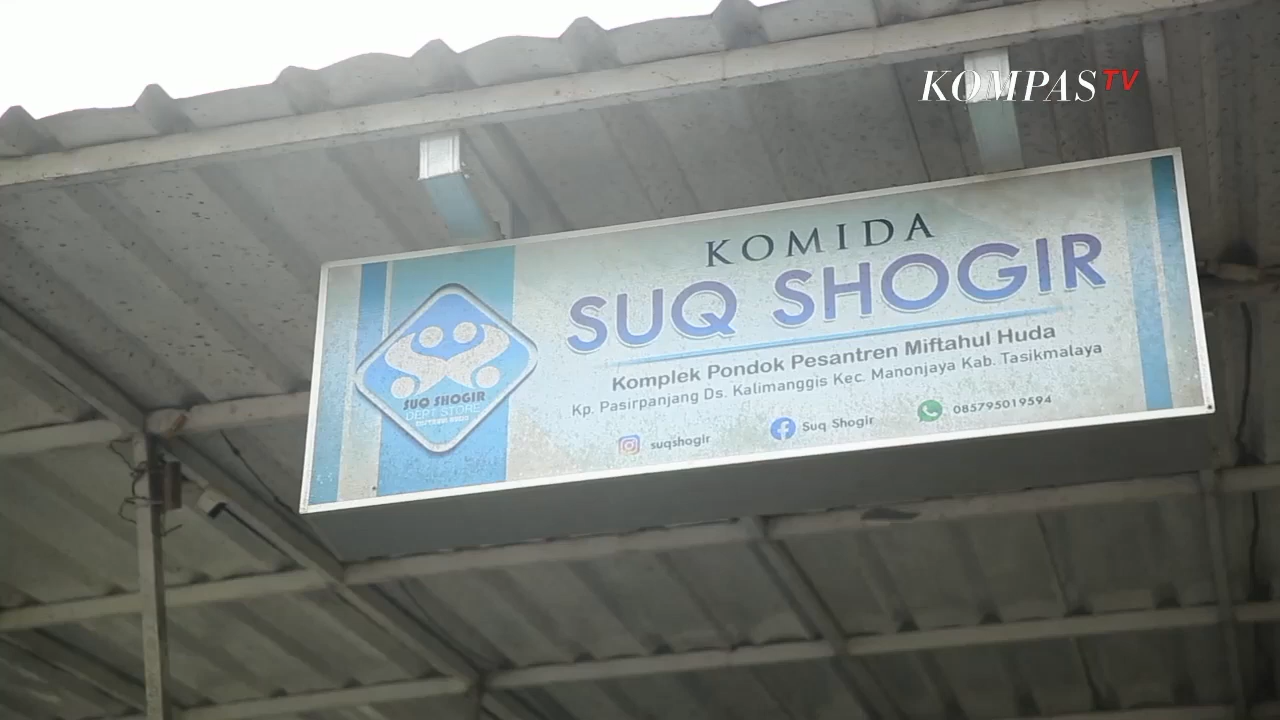 KOMPAS TV
KOMIDA
SUQ SHOGIR
Komplek Pondok Pesantren Miftahul Huda
Kp. Pasirpanjang Ds. Kalimanggis Kec. Manonjaya Kab. Tasikmalaya
suqshogir
Suq Shogir
085795019594
SUQ SHOGIR
DEPT STORE